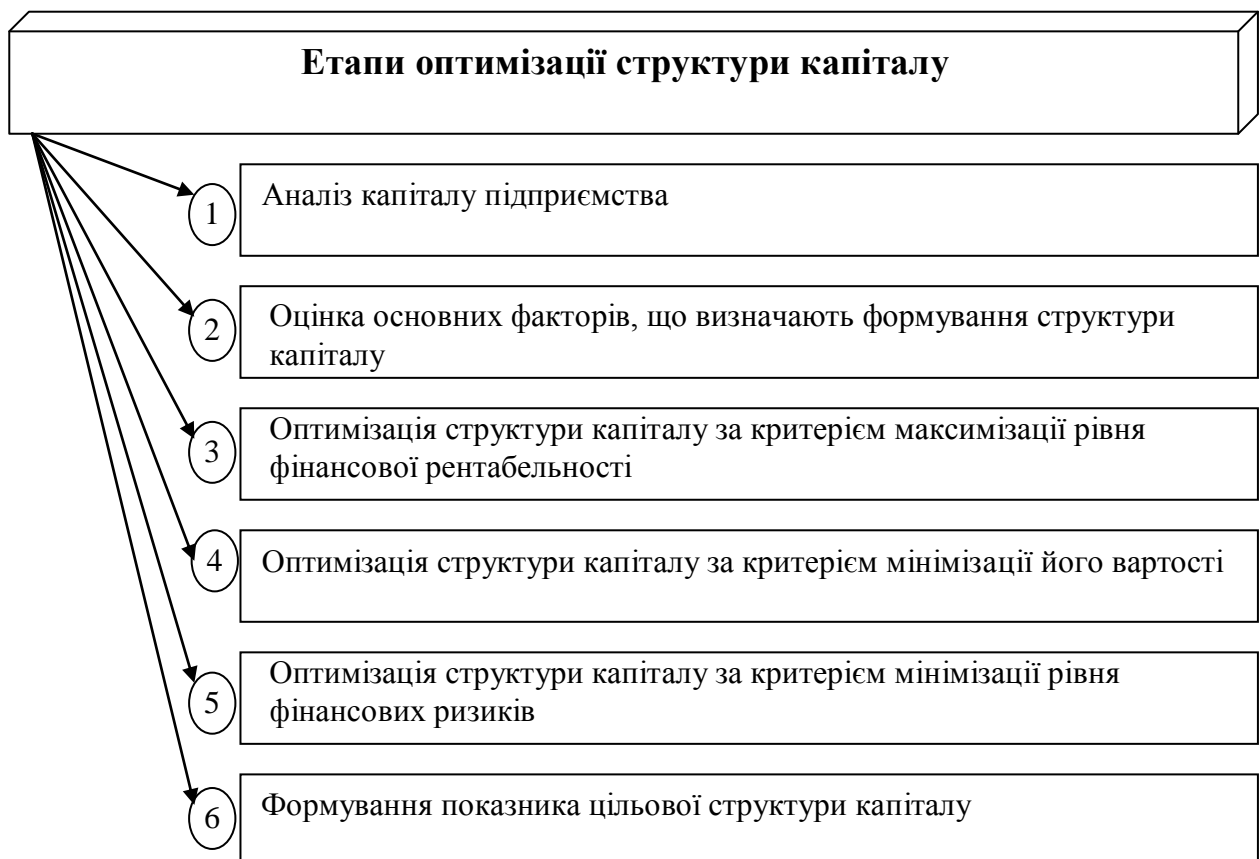 Етапи оптимізації структури капіталу
1
Аналіз капіталу підприємства
2
Оцінка основних факторів, що визначають формування структури
капіталу
3
Оптимізація структури капіталу за критерієм максимізації рівня
фінансової рентабельності
4
Оптимізація структури капіталу за критерієм мінімізації його вартості
5
Оптимізація структури капіталу за критерієм мінімізації рівня
фінансових ризиків
6
Формування показника цільової структури капіталу